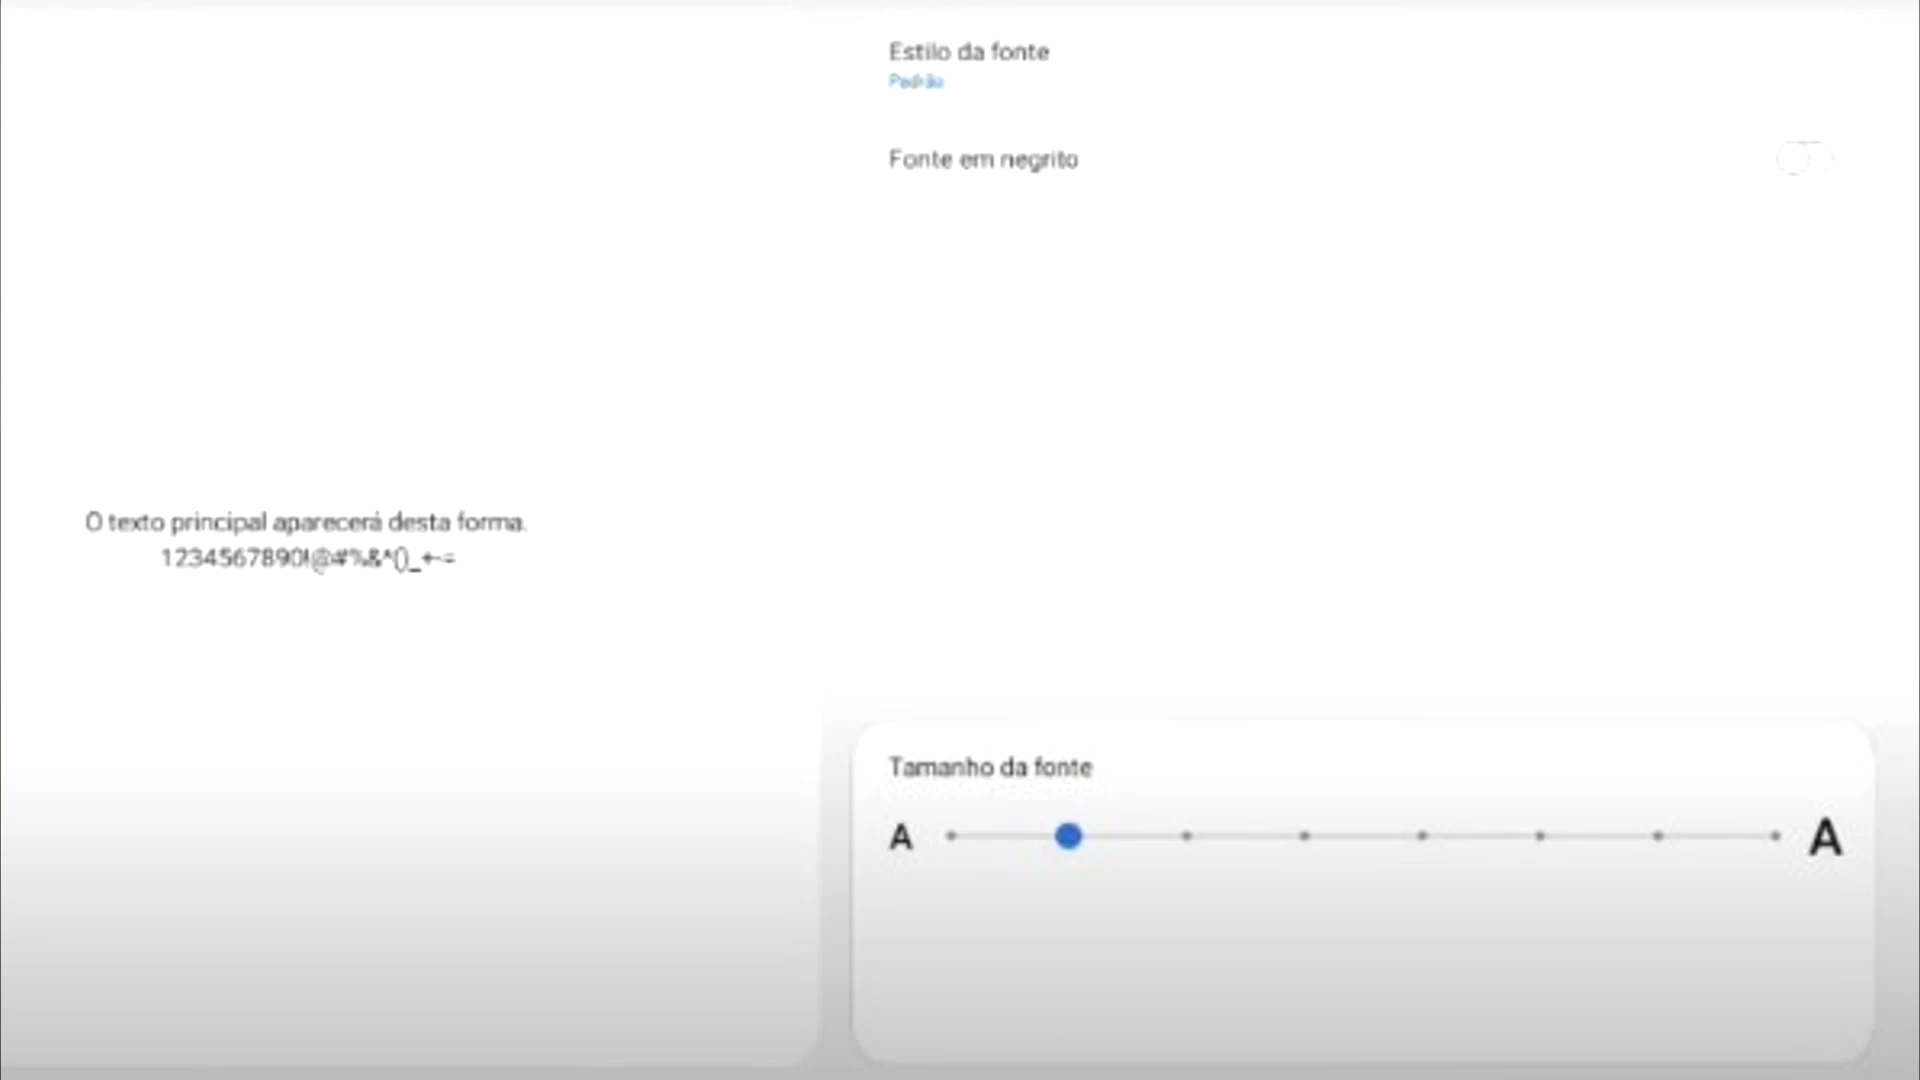 Estilo da fonte
Padrão
Fonte em negrito
O texto principal aparecerá desta forma.
1234567890!@#%&^()_+-=
Tamanho da fonte
A A